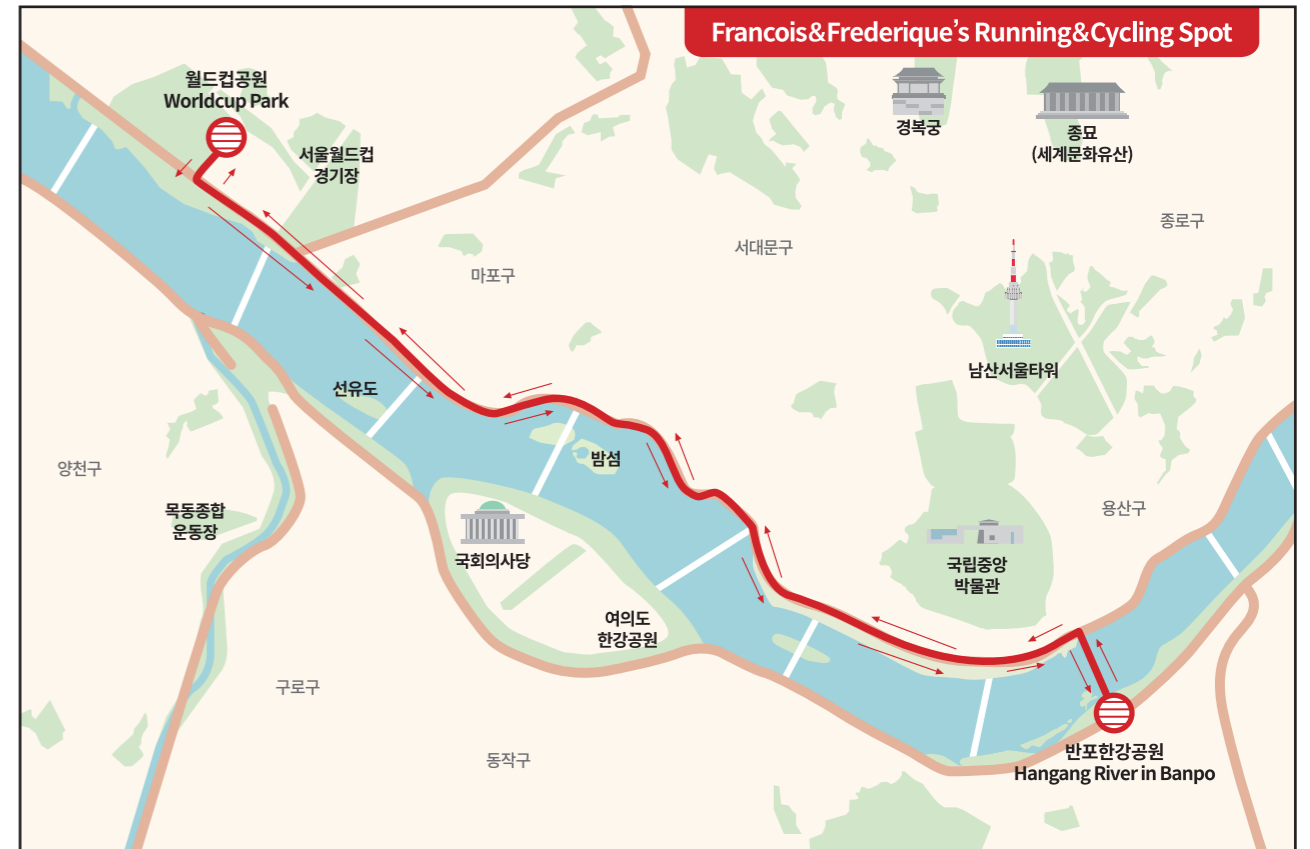 Francois&Frederique's Running&Cycling Spot
월드컵공원
Worldcup Park
서울월드컵
경기장
경복궁
종묘
(세계문화유산)
종로구
서대문구
마포구
남산서울타워
선유도
밤섬
양천구
목동종합
운동장
국회의사당
용산구
국립중앙
박물관
여의도
한강공원
구로구
동작구
반포한강공원
Hangang River in Banpo